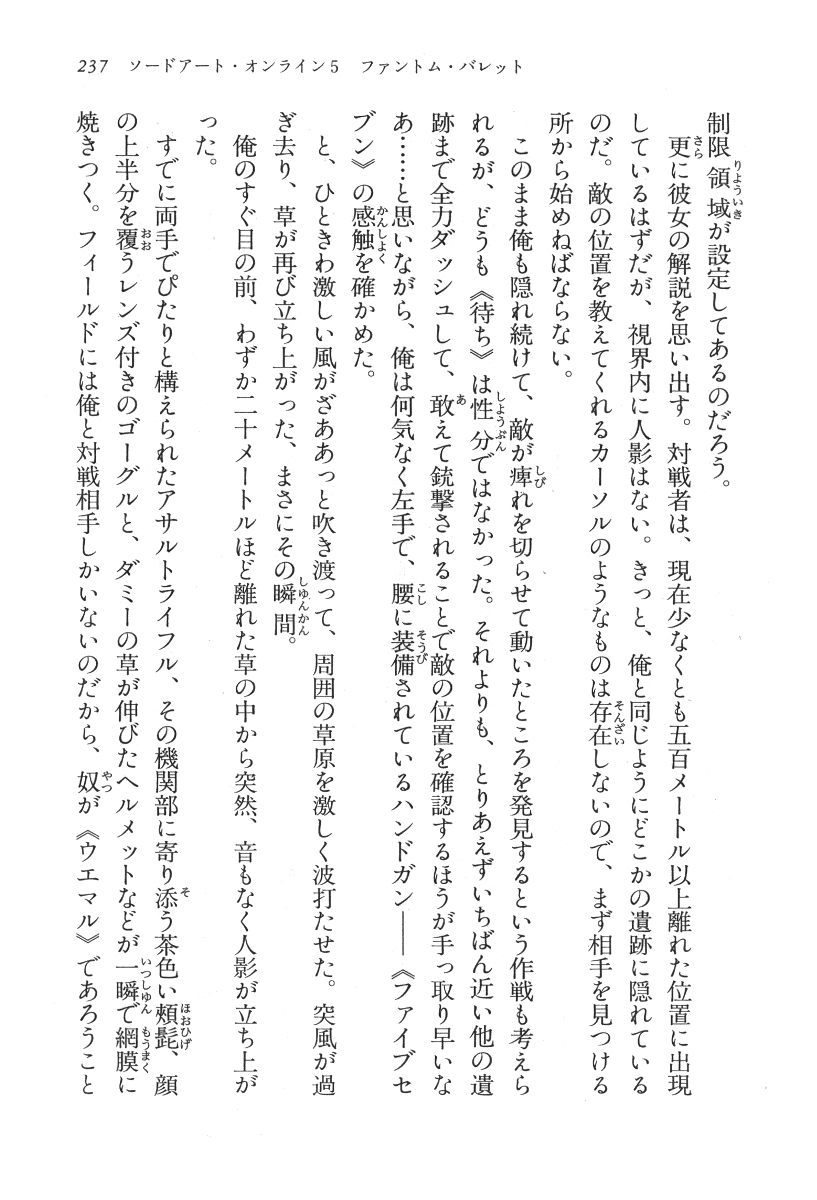 237　ソードアート・オンライン5　ファントム・バレット
制限領域が設定してあるのだろう。
　更に彼女の解説を思い出す。対戦者は、現在少なくとも五百メートル以上離れた位置に出現
しているはずだが、視界内に人影はない。きっと、俺と同じようにどこかの遺跡に隠れている
のだ。敵の位置を教えてくれるカーソルのようなものは存在しないので、まず相手を見つける
所から始めねばならない。
　このまま俺も隠れ続けて、敵が痺れを切らせて動いたところを発見するという作戦も考えら
れるが、どうも《待ち》は性分ではなかった。それよりも、とりあえずいちばん近い他の遺
跡まで全力ダッシュして、敢えて銃撃されることで敵の位置を確認するほうが手っ取り早いな
あ……と思いながら、俺は何気なく左手で、腰に装備されているハンドガン――《ファイブセ
ブン》の感触を確かめた。
　と、ひときわ激しい風がざああっと吹き渡って、周囲の草原を激しく波打たせた。突風が過
ぎ去り、草が再び立ち上がった、まさにその瞬間。
　俺のすぐ目の前、わずか二十メートルほど離れた草の中から突然、音もなく人影が立ち上が
った。
　すでに両手でぴたりと構えられたアサルトライフル、その機関部に寄り添う茶色い頬髭、顔
の上半分を覆うレンズ付きのゴーグルと、ダミーの草が伸びたヘルメットなどが一瞬で網膜に
焼きつく。フィールドには俺と対戦相手しかいないのだから、奴が《ウエマル》であろうこと